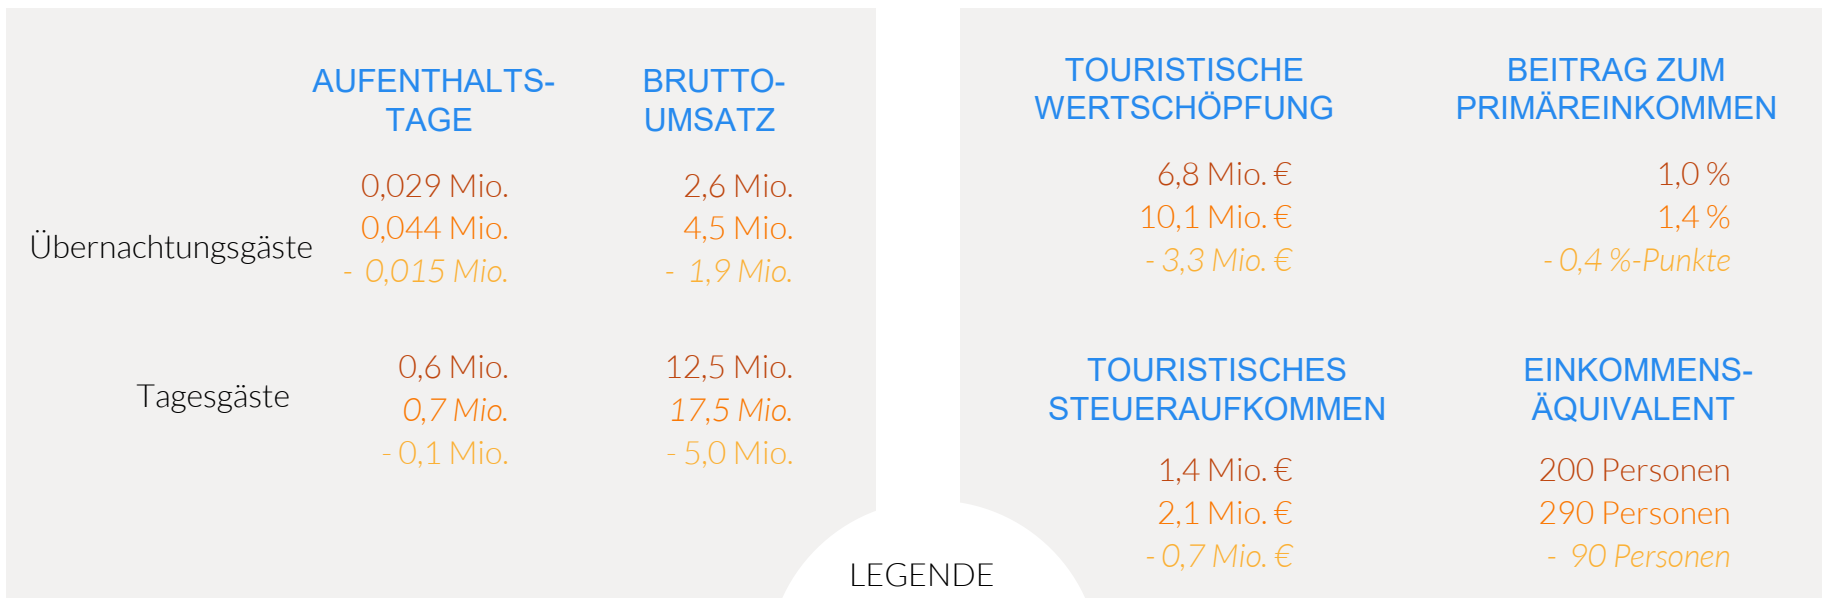 AUFENTHALTS-
TAGE
BRUTTO-
UMSATZ
Übernachtungsgäste
0,029 Mio.
0,044 Mio.
- 0,015 Mio.
2,6 Mio.
4,5 Mio.
- 1,9 Mio.
Tagesgäste
0,6 Mio.
0,7 Mio.
- 0,1 Mio.
12,5 Mio.
17,5 Mio.
- 5,0 Mio.
TOURISTISCHE
WERTSCHÖPFUNG
6,8 Mio. €
10,1 Mio. €
- 3,3 Mio. €
BEITRAG ZUM
PRIMÄREINKOMMEN
1,0 %
1,4 %
- 0,4 %-Punkte
TOURISTISCHES
STEUERAUFKOMMEN
1,4 Mio. €
2,1 Mio. €
- 0,7 Mio. €
EINKOMMENS-
ÄQUIVALENT
200 Personen
290 Personen
- 90 Personen
LEGENDE